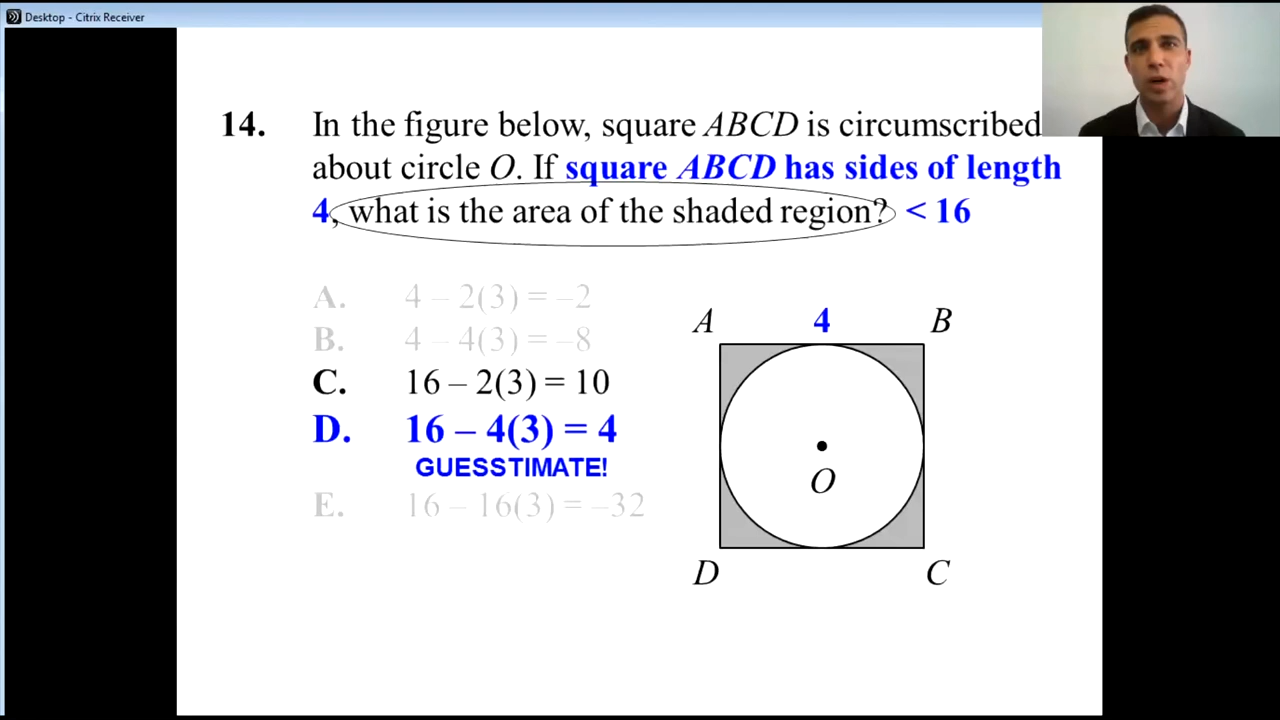 Desktop - Citrix Receiver
14. In the figure below, square ABCD is circumscribed
about circle O. If square ABCD has sides of length
4, what is the area of the shaded region? < 16
A. 4 – 2(3) = –2
B. 4 – 4(3) = –8
C. 16 – 2(3) = 10
D. 16 – 4(3) = 4
GUESSTIMATE!
E. 16 – 16(3) = –32
A 4 B
O
D C